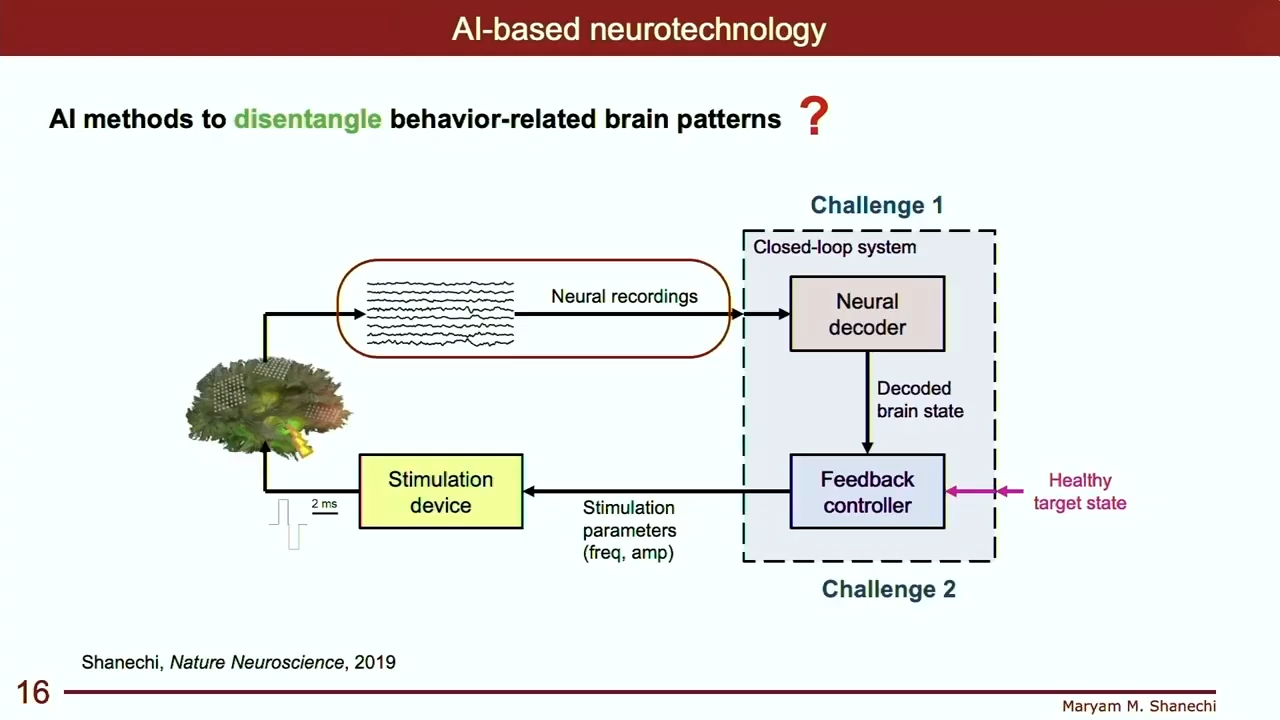 AI-based neurotechnology
AI methods to disentangle behavior-related brain patterns ?
Challenge 1
Closed-loop system
Neural recordings
Neural
decoder
Decoded
brain state
Stimulation
device
Feedback
controller
Healthy
target state
2 ms
Stimulation
parameters
(freq, amp)
Challenge 2
Shanechi, Nature Neuroscience, 2019
16
Maryam M. Shanechi